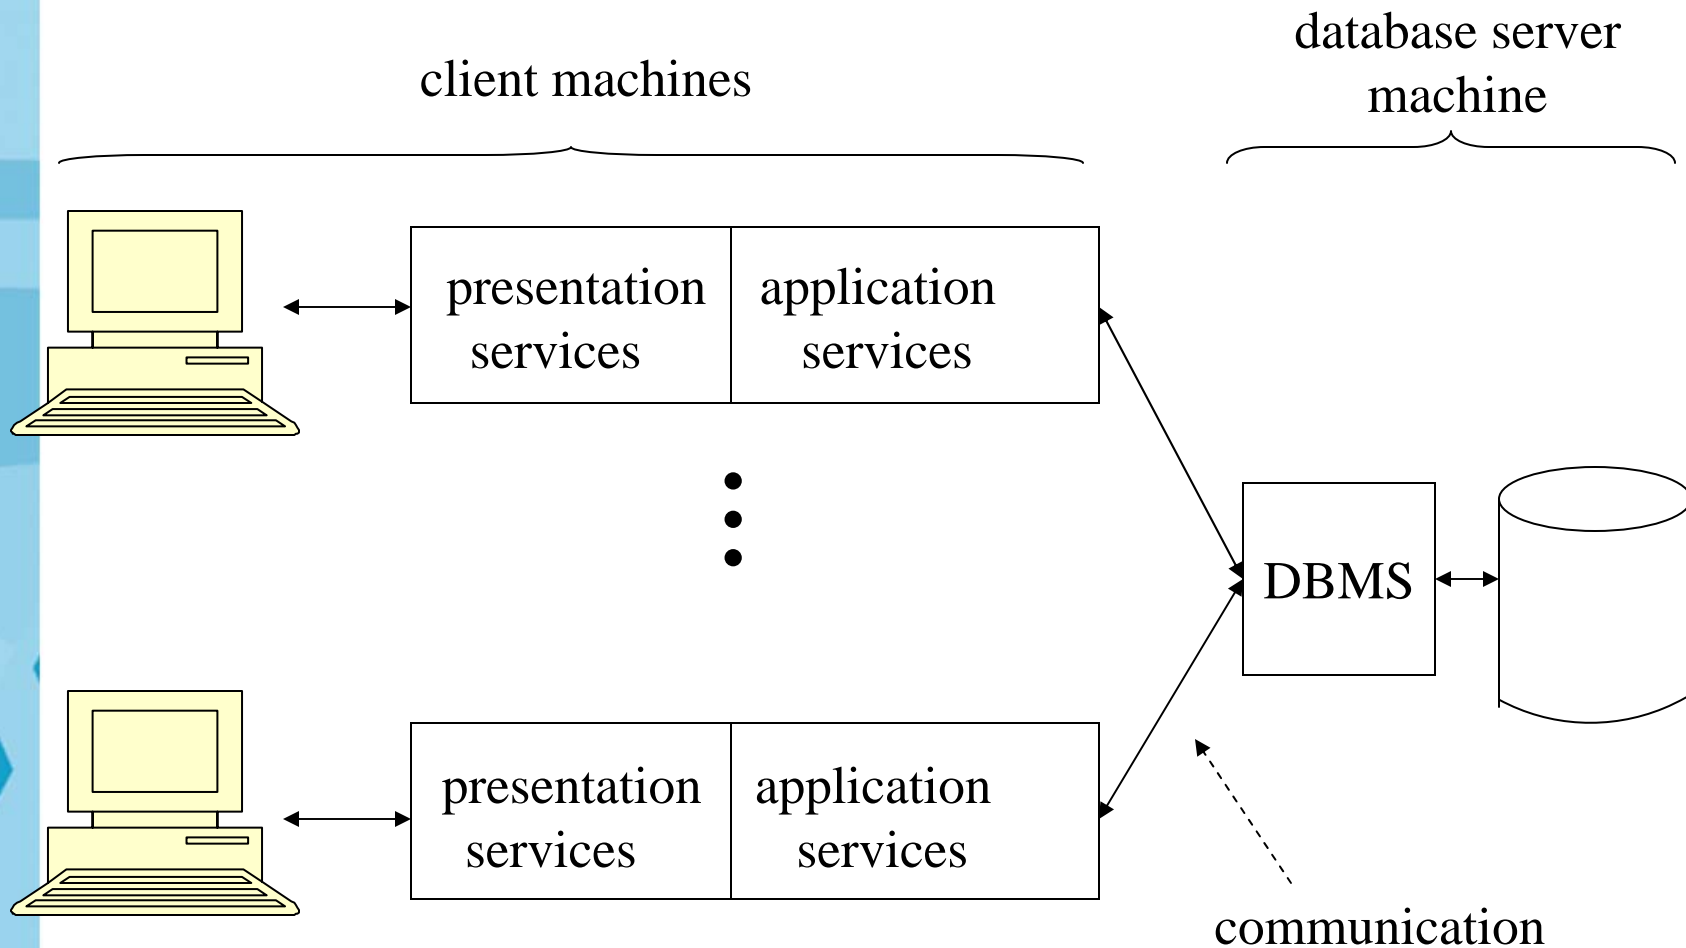 client machines
database server
machine
presentation
services
application
services
DBMS
presentation
services
application
services
communication